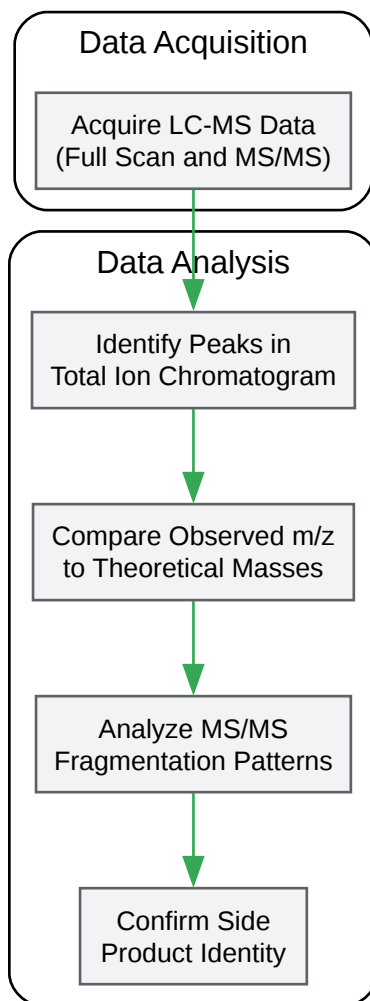 Data Acquisition
Acquire LC-MS Data
(Full Scan and MS/MS)
Data Analysis
Identify Peaks in
Total Ion Chromatogram
Compare Observed m/z
to Theoretical Masses
Analyze MS/MS
Fragmentation Patterns
Confirm Side
Product Identity